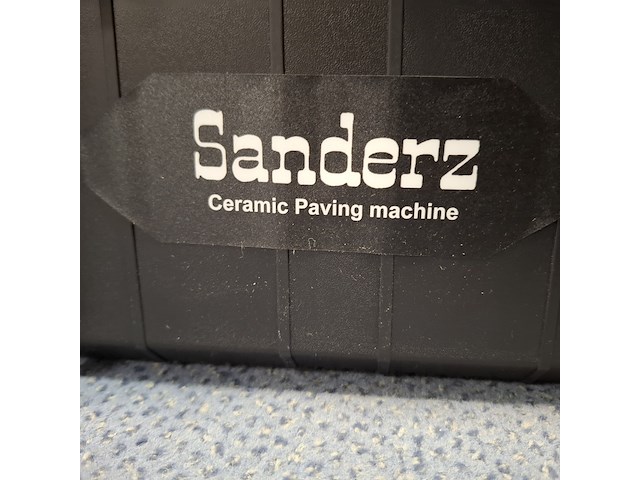 Sanderz
Ceramic Paving machine